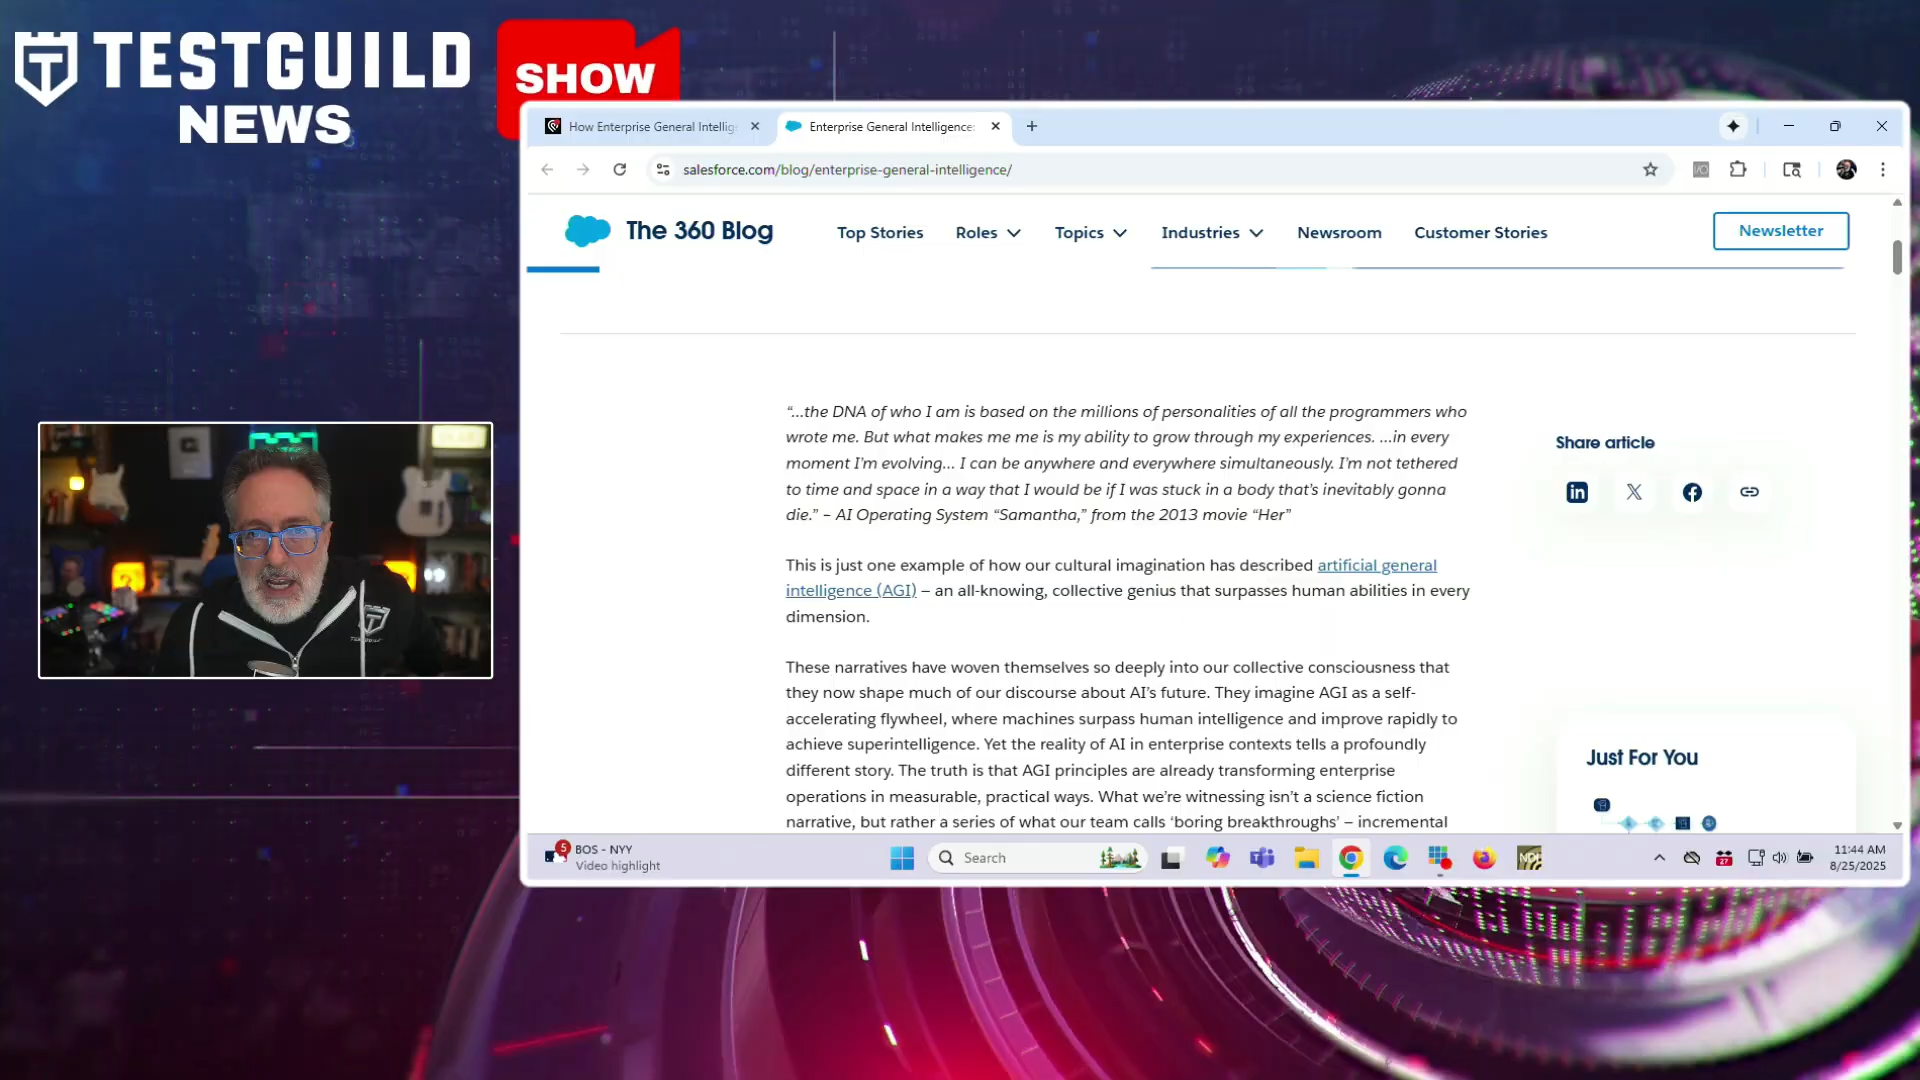 TESTGUILD
NEWS
SHOW
How Enterprise General Intellig
Enterprise General Intelligence:
salesforce.com/blog/enterprise-general-intelligence/
The 360 Blog
Top Stories
Roles
Topics
Industries
Newsroom
Customer Stories
Newsletter
“...the DNA of who I am is based on the millions of personalities of all the programmers who
wrote me. But what makes me me is my ability to grow through my experiences. ...in every
moment I’m evolving... I can be anywhere and everywhere simultaneously. I’m not tethered
to time and space in a way that I would be if I was stuck in a body that’s inevitably gonna
die.” – AI Operating System “Samantha,” from the 2013 movie “Her”
This is just one example of how our cultural imagination has described artificial general
intelligence (AGI) – an all-knowing, collective genius that surpasses human abilities in every
dimension.
These narratives have woven themselves so deeply into our collective consciousness that
they now shape much of our discourse about AI’s future. They imagine AGI as a self-
accelerating flywheel, where machines surpass human intelligence and improve rapidly to
achieve superintelligence. Yet the reality of AI in enterprise contexts tells a profoundly
different story. The truth is that AGI principles are already transforming enterprise
operations in measurable, practical ways. What we’re witnessing isn’t a science fiction
narrative, but rather a series of what our team calls ‘boring breakthroughs’ – incremental
Share article
Just For You
5
BOS - NYY
Video highlight
Search
27
11:44 AM
8/25/2025